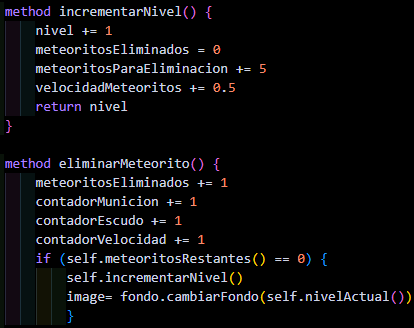 method incrementarNivel() {
    nivel += 1
    meteoritosEliminados = 0
    meteoritosParaEliminacion += 5
    velocidadMeteoritos += 0.5
    return nivel
}

method eliminarMeteorito() {
    meteoritosEliminados += 1
    contadorMunicion += 1
    contadorEscudo += 1
    contadorVelocidad += 1
    if (self.meteoritosRestantes() == 0) {
        self.incrementarNivel()
        image= fondo.cambiarFondo(self.nivelActual())
        }